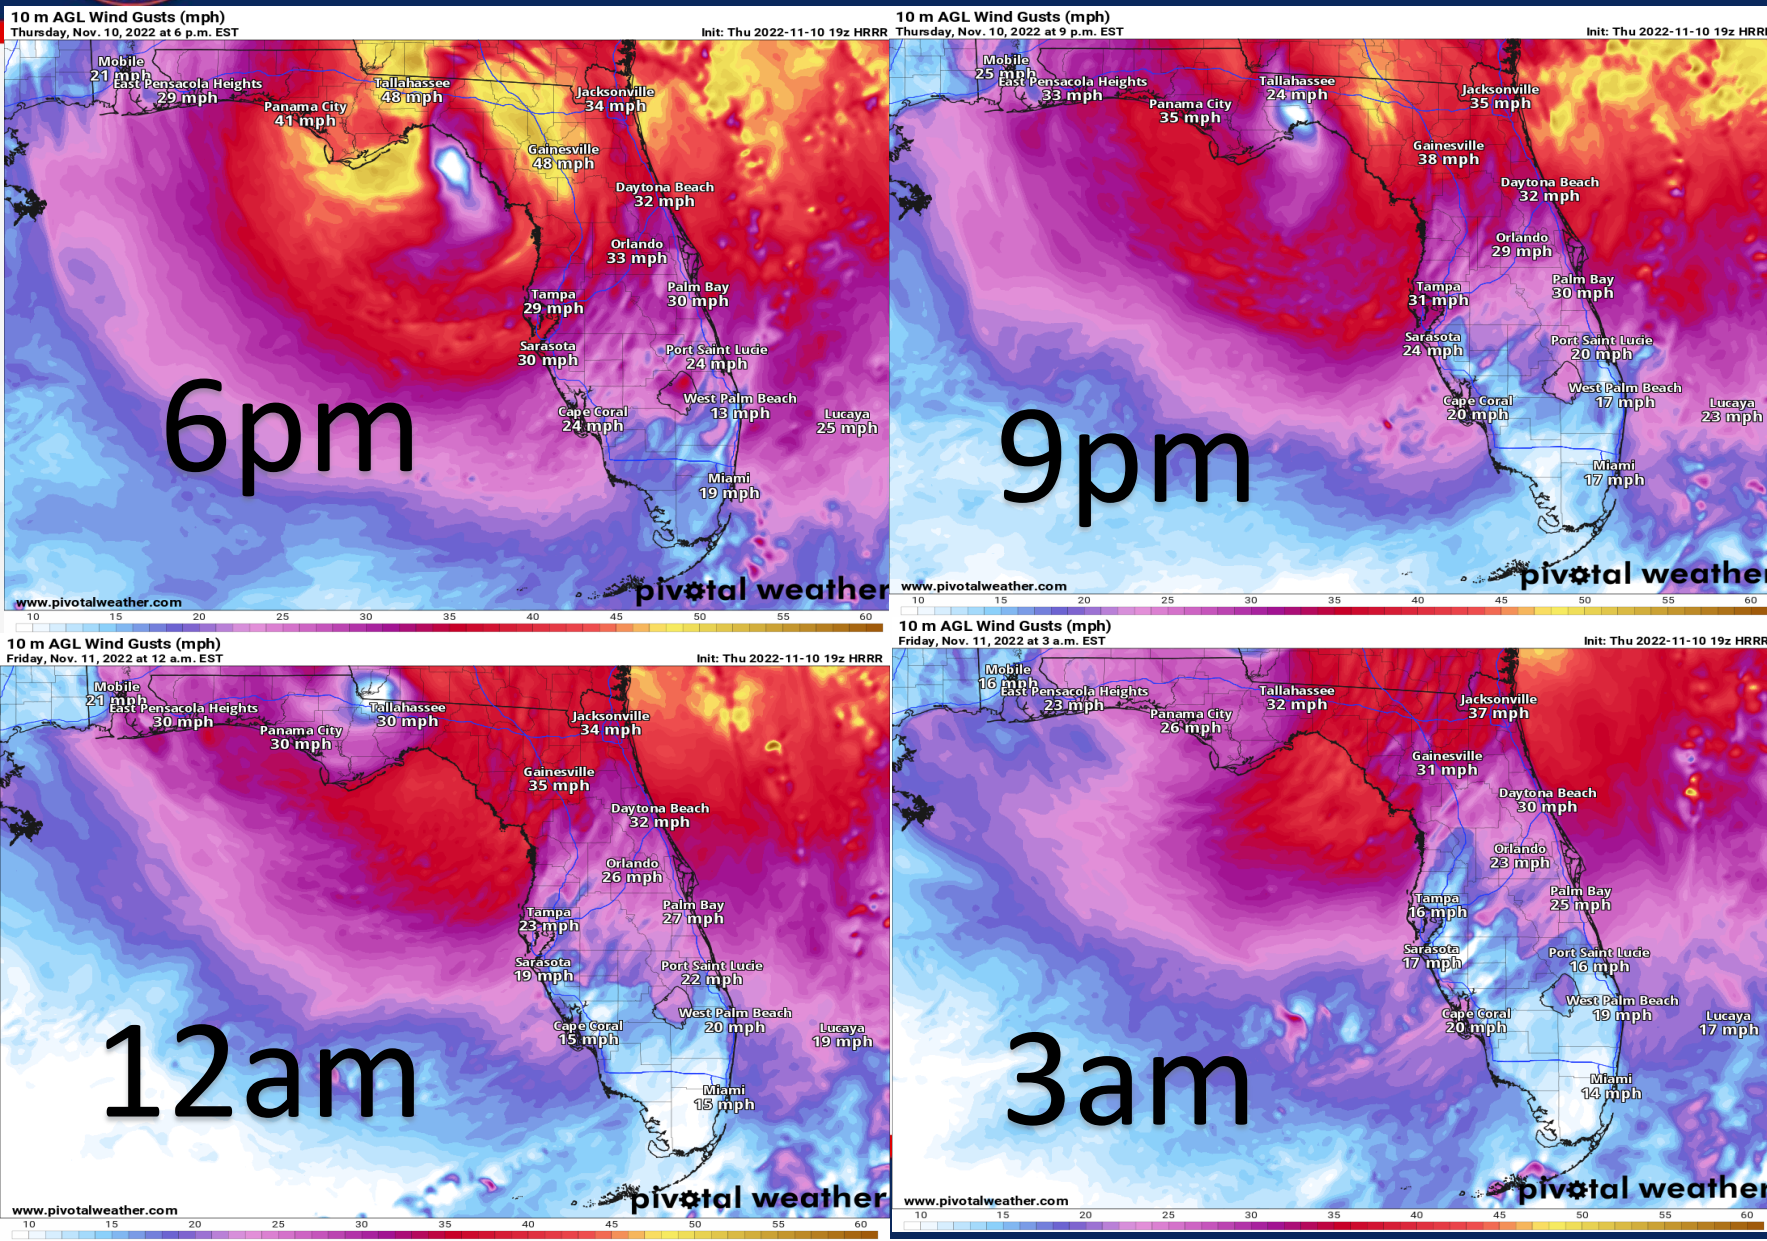 10 m AGL Wind Gusts (mph)
Thursday, Nov. 10, 2022 at 6 p.m. EST
Init: Thu 2022-11-10 19z HRRR
Mobile
21 mph
East Pensacola Heights
29 mph
Tallahassee
48 mph
Panama City
41 mph
Jacksonville
34 mph
Gainesville
48 mph
Daytona Beach
32 mph
Orlando
33 mph
Tampa
29 mph
Palm Bay
30 mph
Sarasota
30 mph
Port Saint Lucie
24 mph
West Palm Beach
13 mph
Cape Coral
24 mph
Lucaya
25 mph
Miami
19 mph
6pm
pivotal weather
www.pivotalweather.com
10 15 20 25 30 35 40 45 50 55 60
10 m AGL Wind Gusts (mph)
Thursday, Nov. 10, 2022 at 9 p.m. EST
Init: Thu 2022-11-10 19z HRRR
Mobile
25 mph
East Pensacola Heights
33 mph
Tallahassee
24 mph
Panama City
35 mph
Jacksonville
35 mph
Gainesville
38 mph
Daytona Beach
32 mph
Orlando
29 mph
Tampa
31 mph
Palm Bay
30 mph
Sarasota
24 mph
Port Saint Lucie
20 mph
West Palm Beach
17 mph
Cape Coral
20 mph
Lucaya
23 mph
Miami
17 mph
9pm
pivotal weather
www.pivotalweather.com
10 15 20 25 30 35 40 45 50 55 60
10 m AGL Wind Gusts (mph)
Friday, Nov. 11, 2022 at 12 a.m. EST
Init: Thu 2022-11-10 19z HRRR
Mobile
21 mph
East Pensacola Heights
30 mph
Tallahassee
30 mph
Panama City
30 mph
Jacksonville
34 mph
Gainesville
35 mph
Daytona Beach
32 mph
Orlando
26 mph
Tampa
23 mph
Palm Bay
27 mph
Sarasota
19 mph
Port Saint Lucie
22 mph
West Palm Beach
20 mph
Cape Coral
15 mph
Lucaya
19 mph
Miami
15 mph
12am
pivotal weather
www.pivotalweather.com
10 15 20 25 30 35 40 45 50 55 60
10 m AGL Wind Gusts (mph)
Friday, Nov. 11, 2022 at 3 a.m. EST
Init: Thu 2022-11-10 19z HRRR
Mobile
16 mph
East Pensacola Heights
23 mph
Tallahassee
32 mph
Panama City
26 mph
Jacksonville
37 mph
Gainesville
31 mph
Daytona Beach
30 mph
Orlando
23 mph
Tampa
16 mph
Palm Bay
25 mph
Sarasota
17 mph
Port Saint Lucie
16 mph
West Palm Beach
19 mph
Cape Coral
20 mph
Lucaya
17 mph
Miami
14 mph
3am
pivotal weather
www.pivotalweather.com
10 15 20 25 30 35 40 45 50 55 60